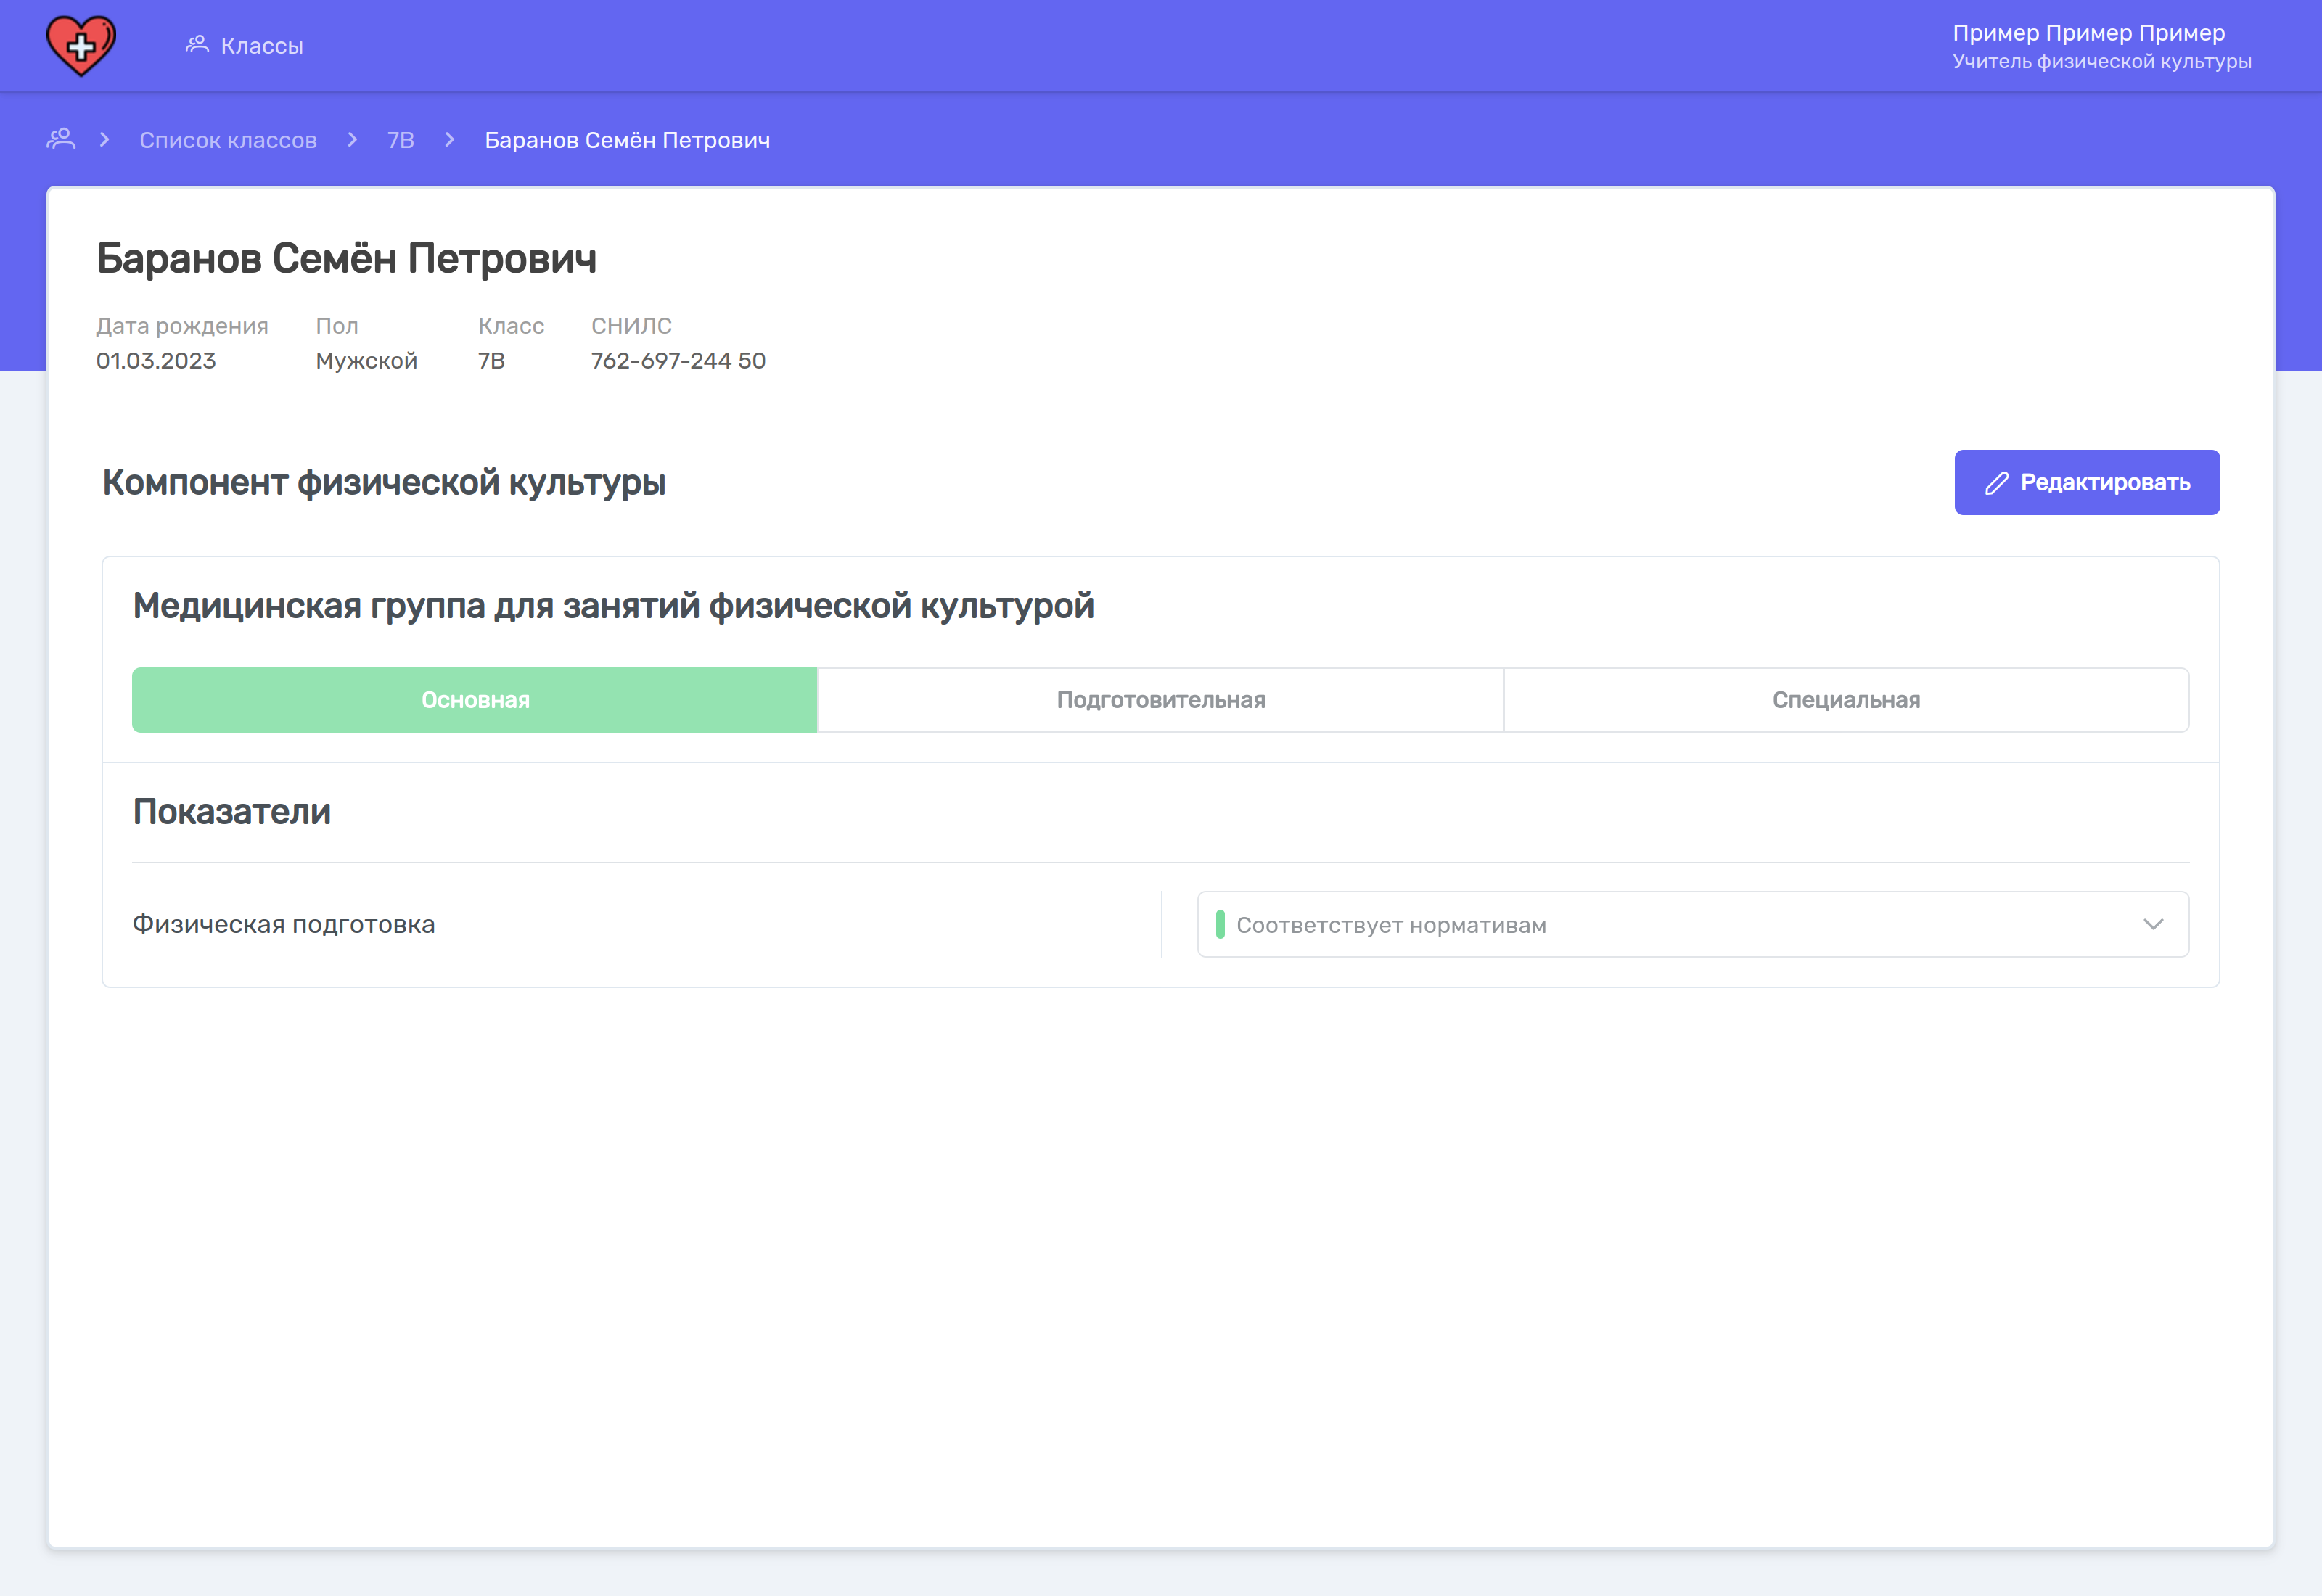 Классы
Пример Пример Пример
Учитель физической культуры
Список классов
7В
Баранов Семён Петрович
Баранов Семён Петрович
Дата рождения
Пол
Класс
СНИЛС
01.03.2023
Мужской
7В
762-697-244 50
Компонент физической культуры
Редактировать
Медицинская группа для занятий физической культурой
Основная
Подготовительная
Специальная
Показатели
Физическая подготовка
Соответствует нормативам